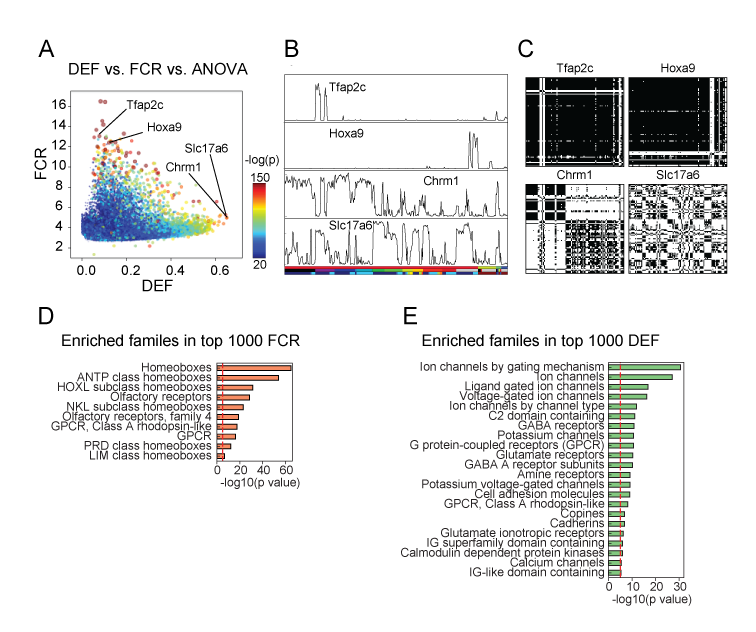 A
DEF vs. FCR vs. ANOVA
16
14
12
10
8
6
4
2
FCR
0.0
0.2
0.4
0.6
DEF
Tfap2c
Hoxa9
Slc17a6
Chrm1
-log(p)
150
20
B
Tfap2c
Hoxa9
Chrm1
Slc17a6
C
Tfap2c
Hoxa9
Chrm1
Slc17a6
D
Enriched familes in top 1000 FCR
Homeoboxes
ANTP class homeoboxes
HOXL subclass homeoboxes
Olfactory receptors
NKL subclass homeoboxes
Olfactory receptors, family 4
GPCR, Class A rhodopsin-like
GPCR
PRD class homeoboxes
LIM class homeoboxes
0 20 40 60
-log10(p value)
E
Enriched familes in top 1000 DEF
Ion channels by gating mechanism
Ion channels
Ligand gated ion channels
Voltage-gated ion channels
Ion channels by channel type
C2 domain containing
GABA receptors
Potassium channels
G protein-coupled receptors (GPCR)
Glutamate receptors
GABA A receptor subunits
Amine receptors
Potassium voltage-gated channels
Cell adhesion molecules
GPCR, Class A rhodopsin-like
Copines
Cadherins
Glutamate ionotropic receptors
IG superfamily domain containing
Calmodulin dependent protein kinases
Calcium channels
IG-like domain containing
0 10 20 30
-log10(p value)